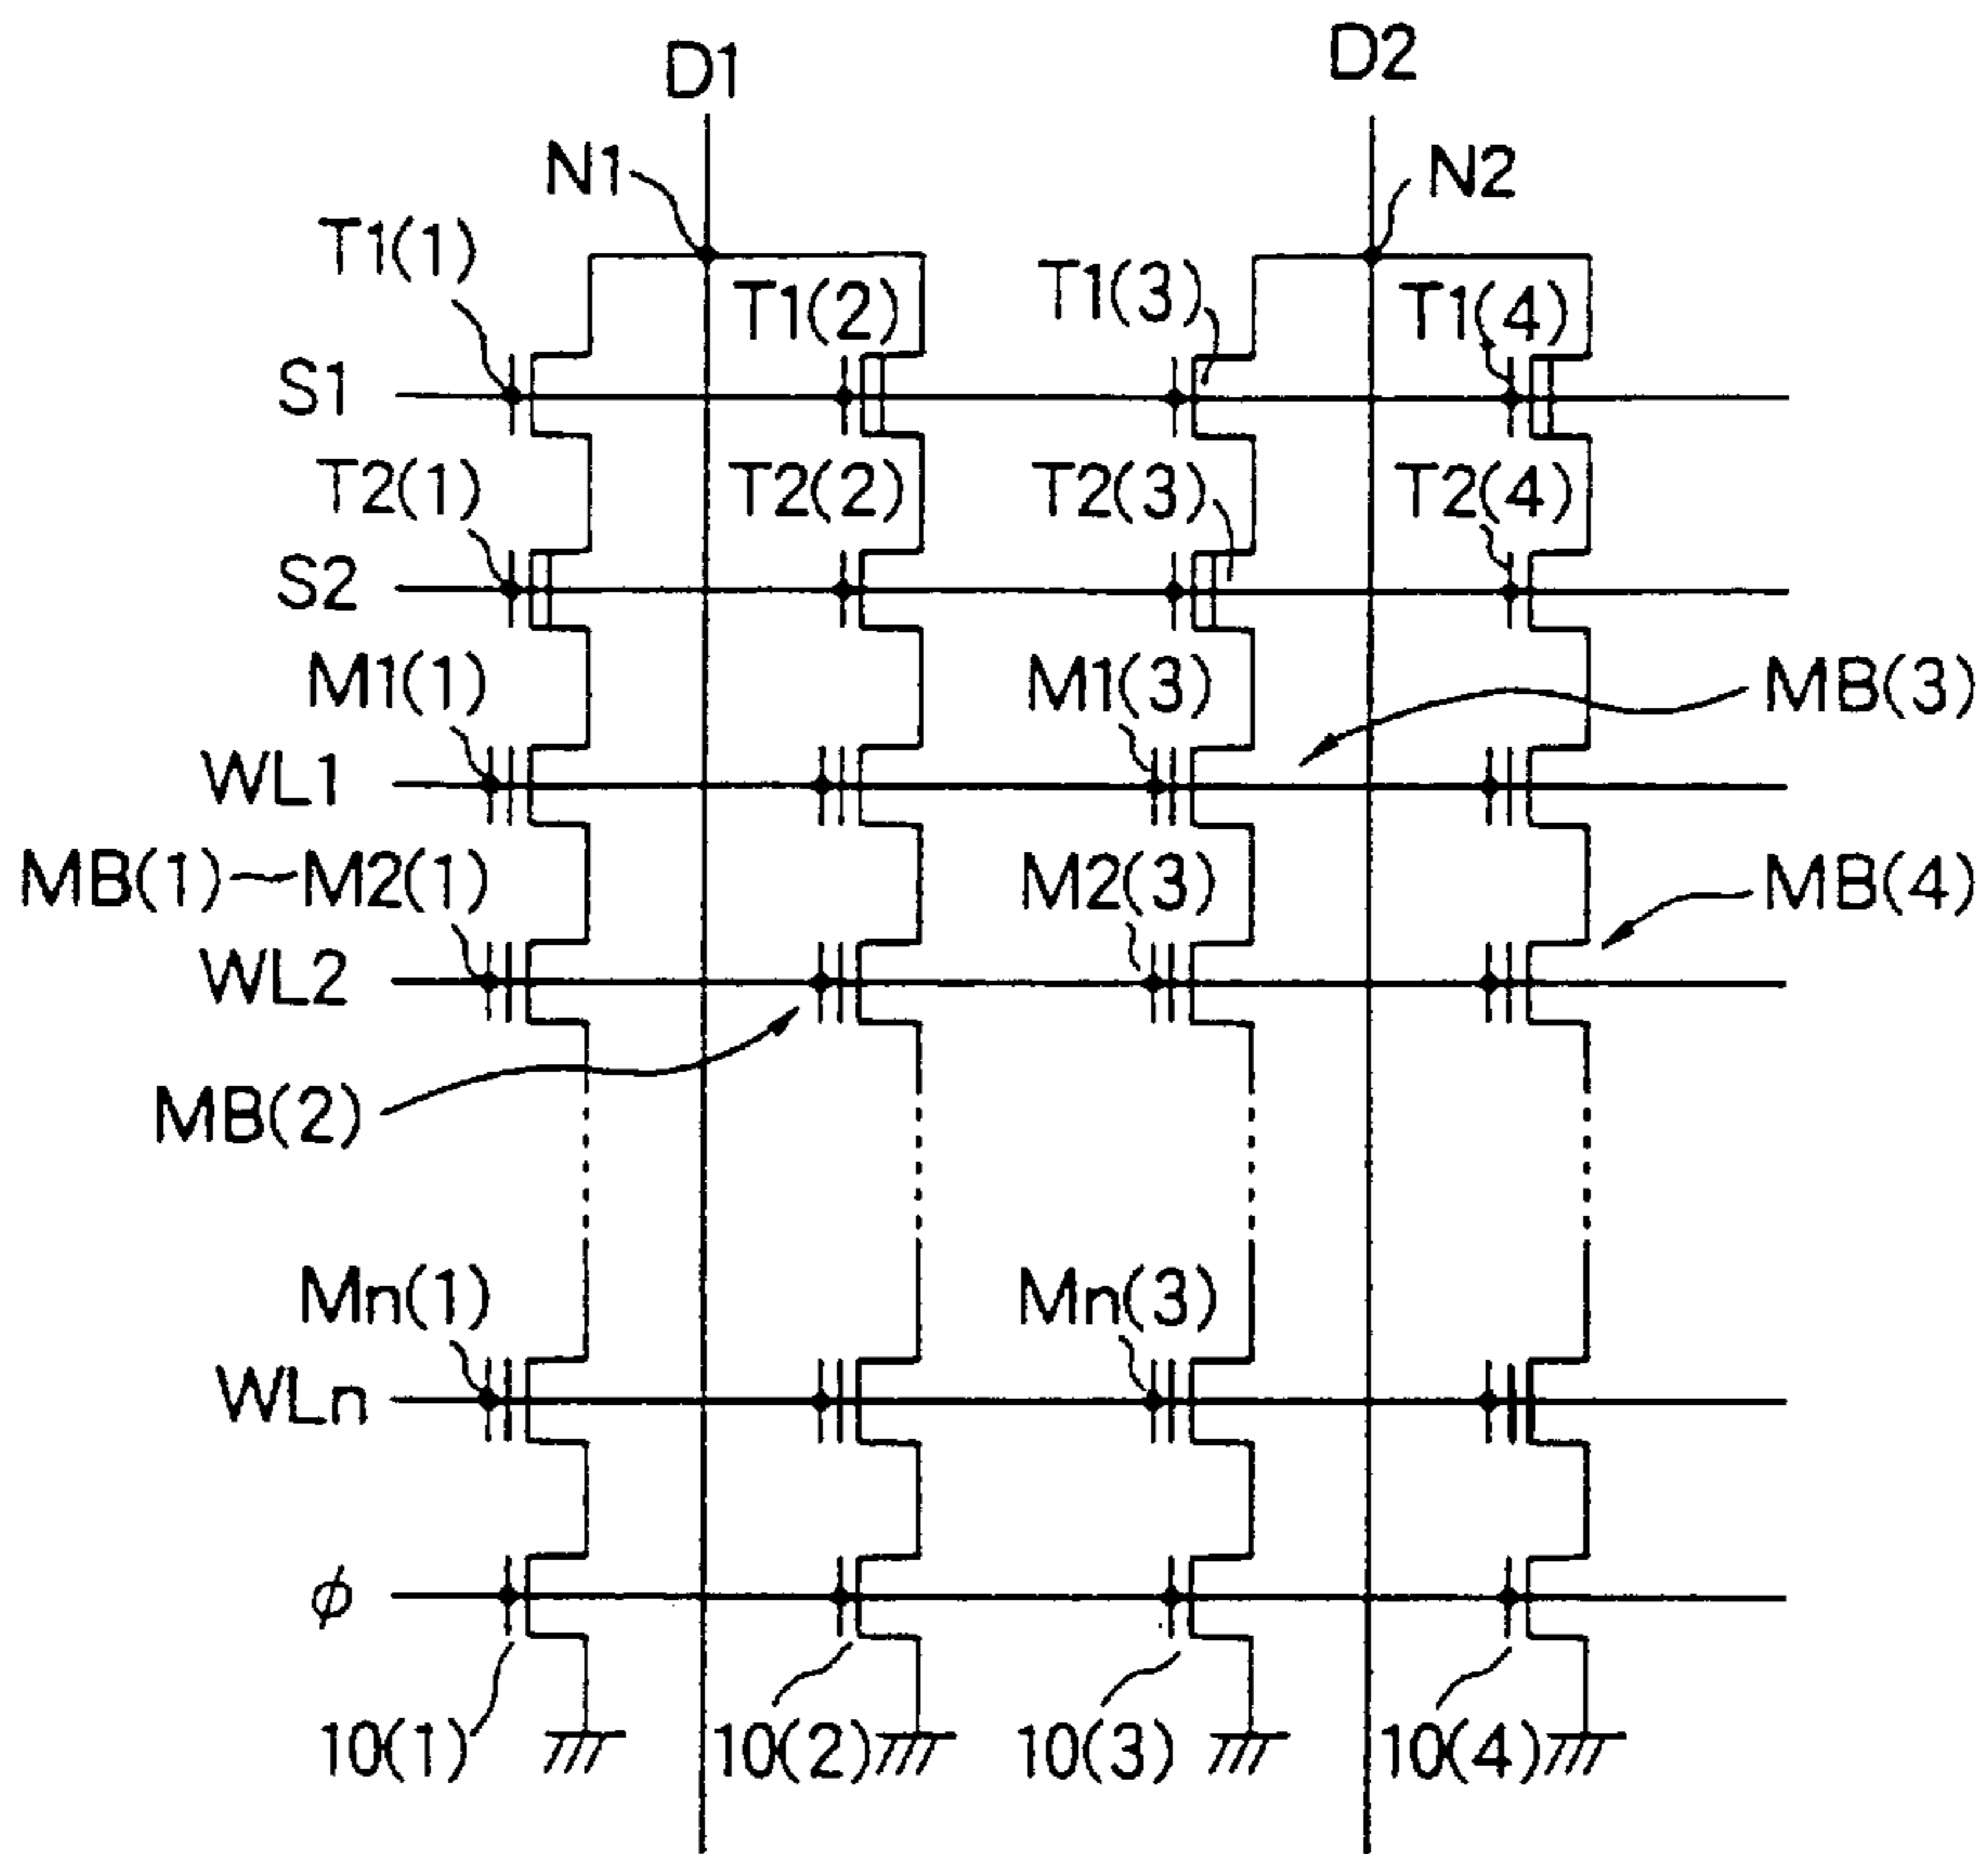 D1
D2
N1
N2
T1(1)
T1(2)
T1(3)
T1(4)
S1
T2(1)
T2(2)
T2(3)
T2(4)
S2
M1(1)
M1(3)
MB(3)
WL1
MB(1)~M2(1)
M2(3)
MB(4)
WL2
MB(2)
Mn(1)
Mn(3)
WLn
ϕ
10(1)
10(2)
10(3)
10(4)